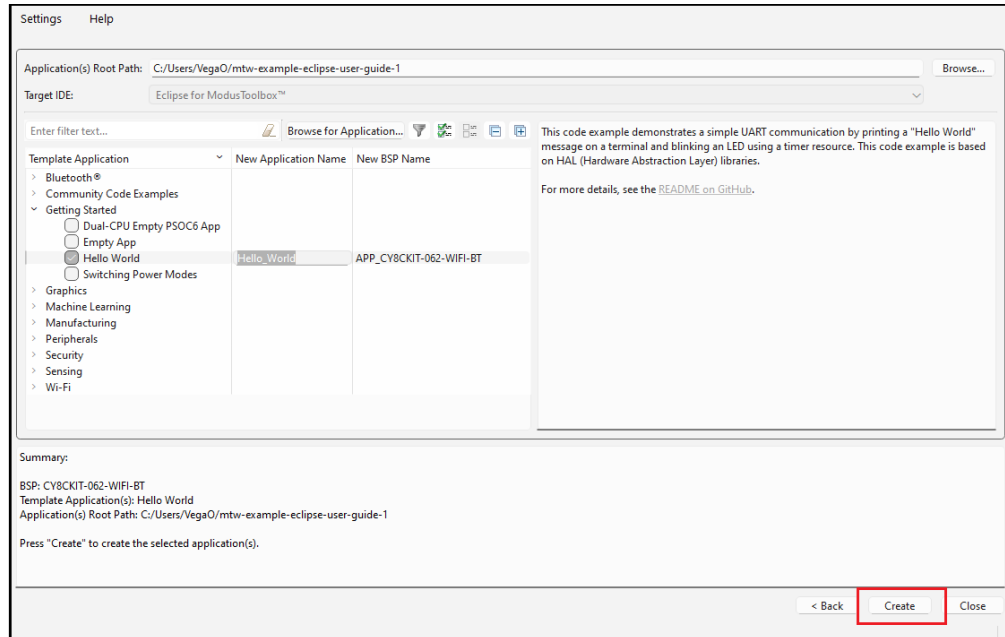 Settings Help
Application(s) Root Path: C:/Users/VegaO/mtw-example-eclipse-user-guide-1 Browse...
Target IDE: Eclipse for ModusToolbox™
Enter filter text... Browse for Application...
Template Application New Application Name New BSP Name
Bluetooth®
Community Code Examples
Getting Started
Dual-CPU Empty PSOC6 App
Empty App
Hello World Hello_World APP_CY8CKIT-062-WIFI-BT
Switching Power Modes
Graphics
Machine Learning
Manufacturing
Peripherals
Security
Sensing
Wi-Fi
This code example demonstrates a simple UART communication by printing a "Hello World"
message on a terminal and blinking an LED using a timer resource. This code example is based
on HAL (Hardware Abstraction Layer) libraries.
For more details, see the README on GitHub.
Summary:
BSP: CY8CKIT-062-WIFI-BT
Template Application(s): Hello World
Application(s) Root Path: C:/Users/VegaO/mtw-example-eclipse-user-guide-1
Press "Create" to create the selected application(s).
< Back Create Close